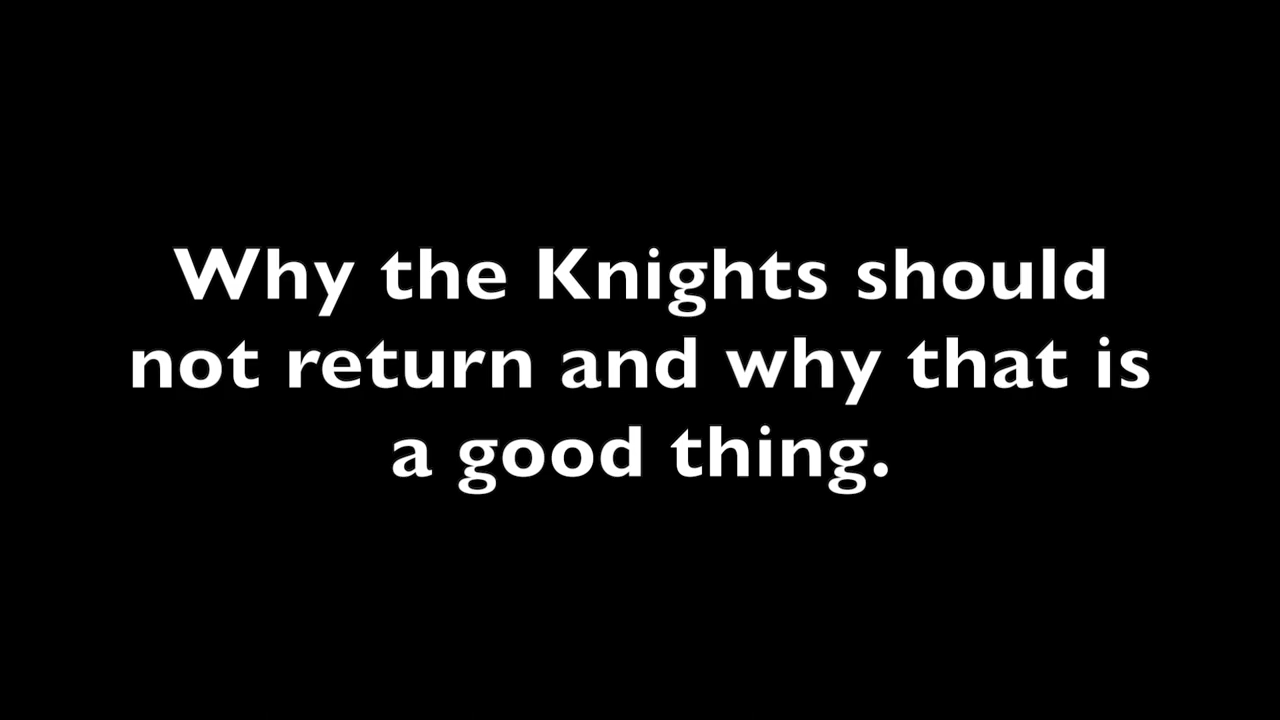 Why the Knights should
not return and why that is
a good thing.